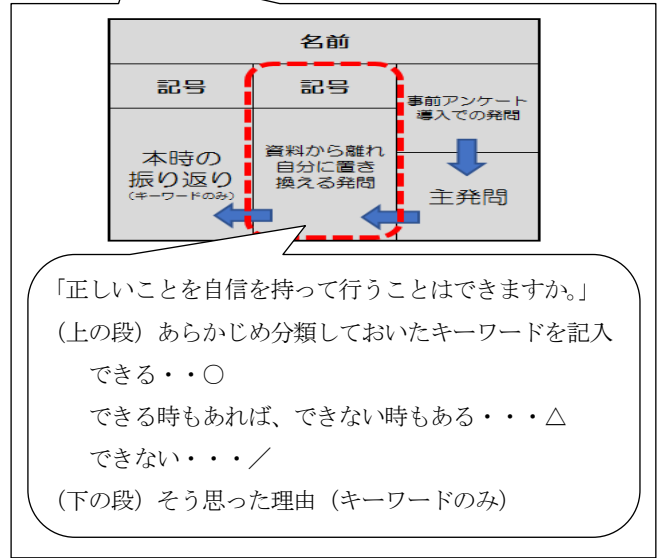 名前
記号
記号
事前アンケート
導入での発問
本時の
振り返り
(キーワードのみ)
資料から離れ
自分に置き
換える発問
主発問
「正しいことを自信を持って行うことはできますか。」
（上の段）あらかじめ分類しておいたキーワードを記入
できる・・○
できる時もあれば、できない時もある・・・△
できない・・・／
（下の段）そう思った理由（キーワードのみ）